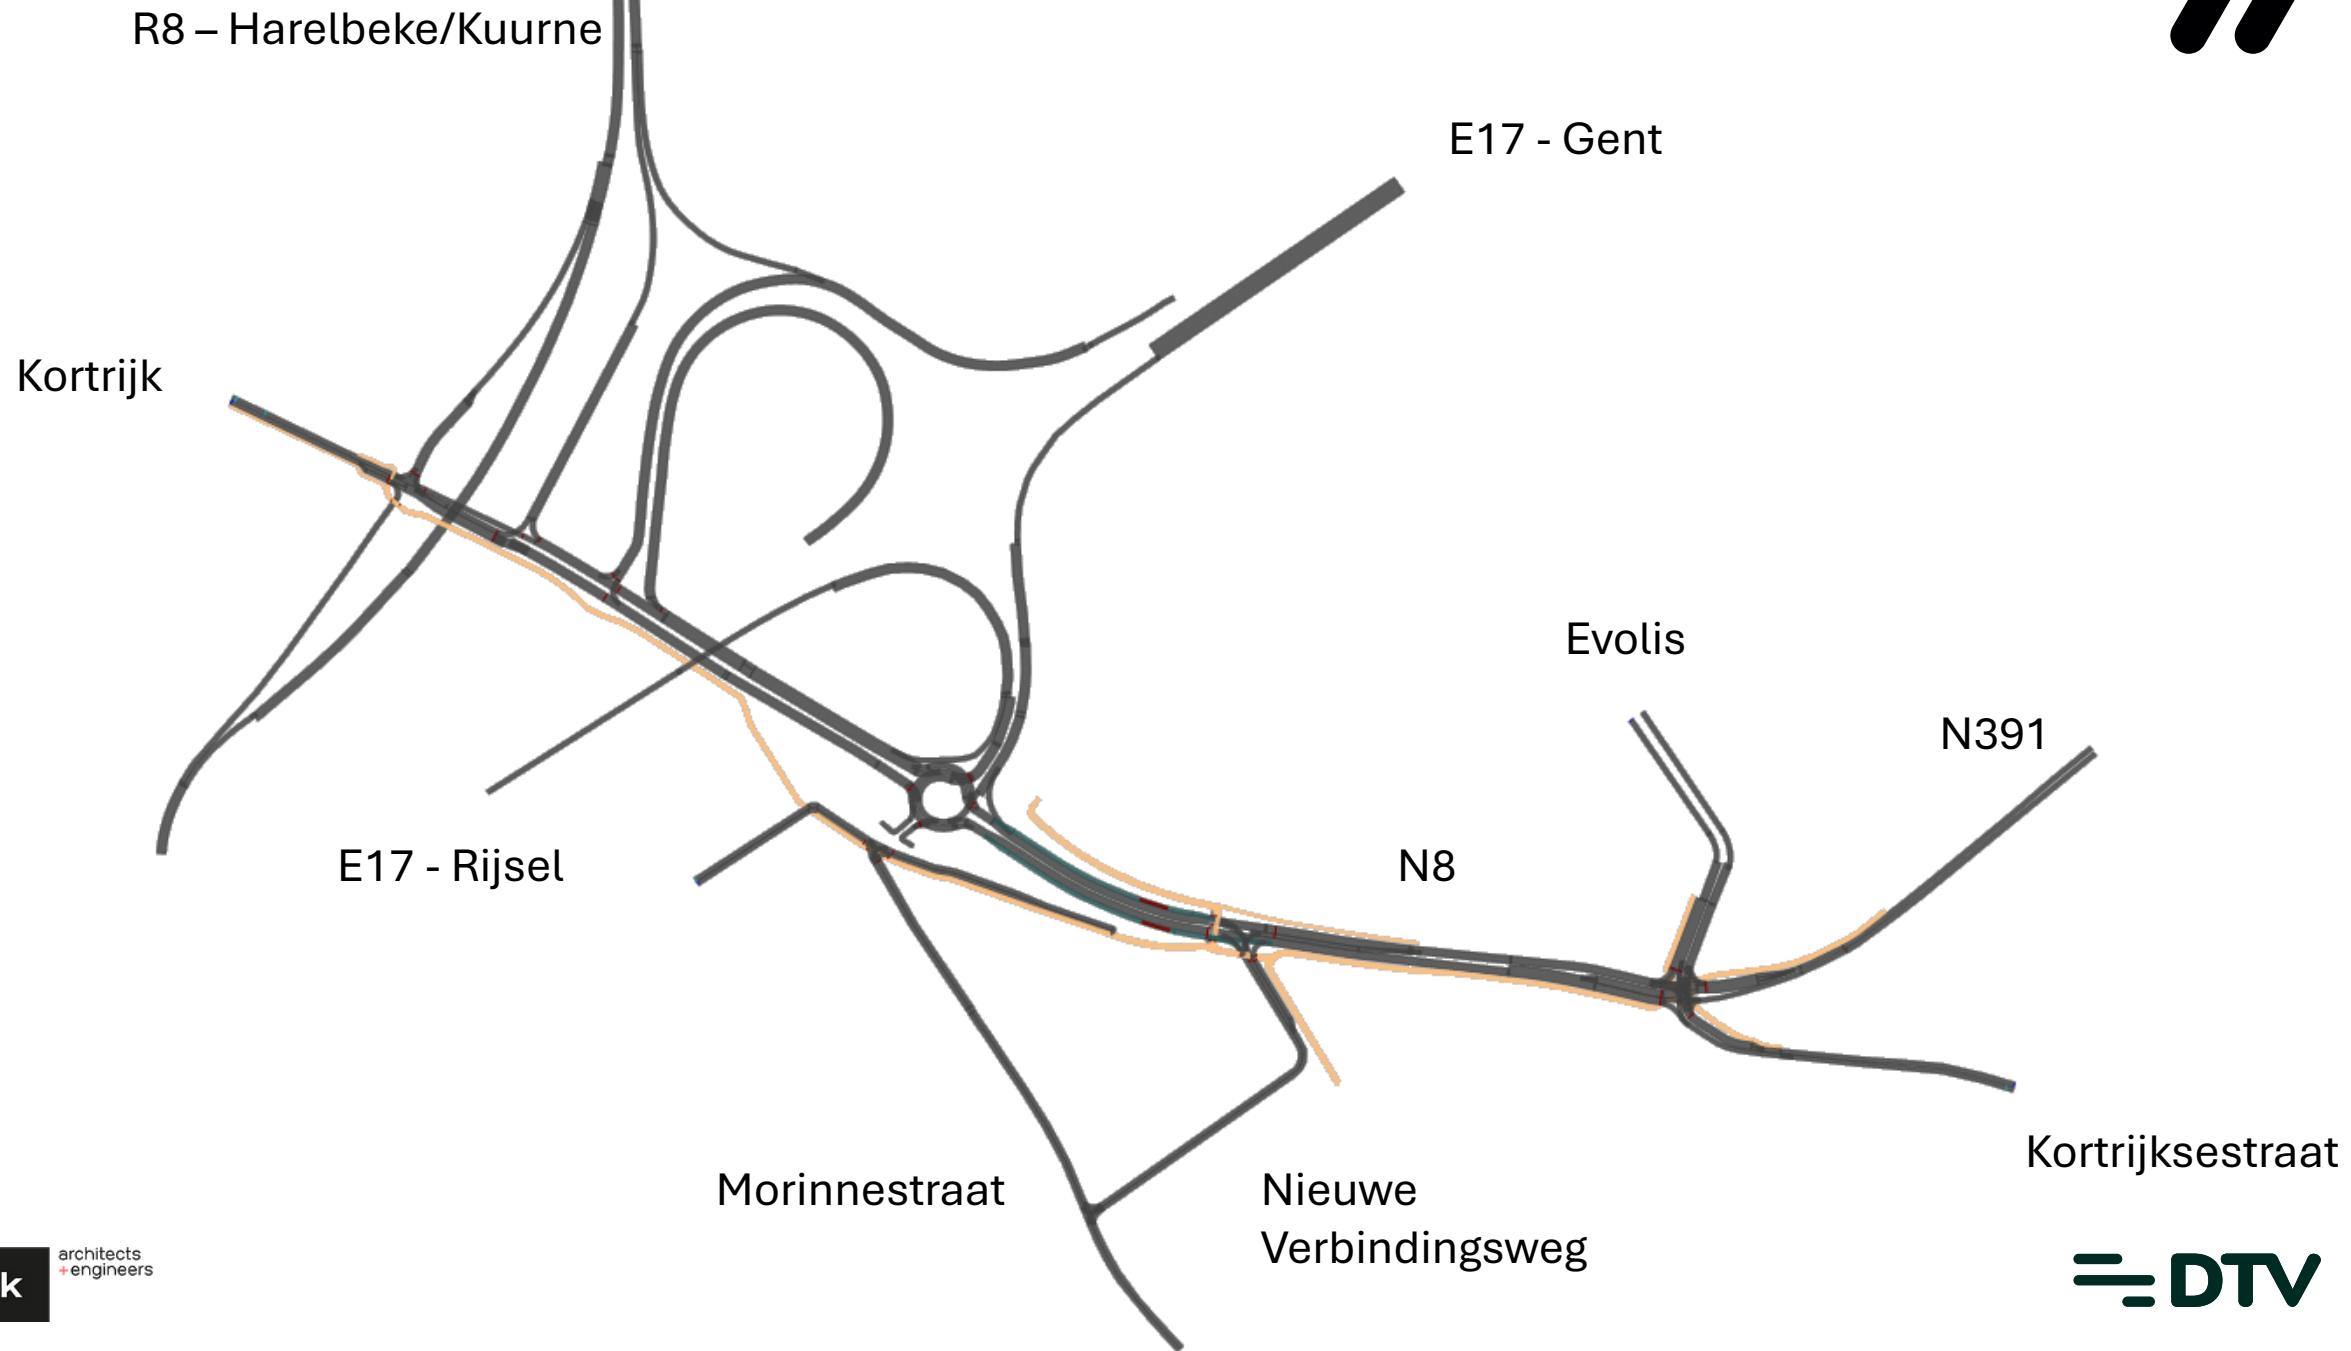 R8 – Harelbeke/Kuurne
E17 - Gent
Kortrijk
Evolis
N391
E17 - Rijsel
N8
Kortrijksestraat
Morinnestraat
Nieuwe
Verbindingsweg
k
architects
+engineers
DTV